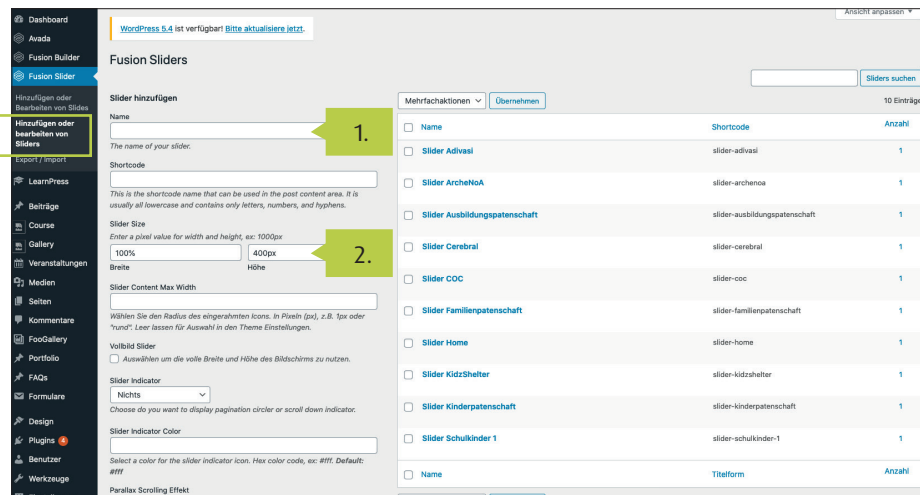 Ansicht anpassen
Dashboard
Avada
Fusion Builder
Fusion Slider
Hinzufügen oder
Bearbeiten von Slides
Hinzufügen oder
bearbeiten von
Sliders
Export / Import
LearnPress
Beiträge
Course
Gallery
Veranstaltungen
Medien
Seiten
Kommentare
FooGallery
Portfolio
FAQs
Formulare
Design
Plugins 4
Benutzer
Werkzeuge
WordPress 5.4 ist verfügbar! Bitte aktualisiere jetzt.
Fusion Sliders
Slider hinzufügen
Name
1.
The name of your slider.
Shortcode
This is the shortcode name that can be used in the post content area. It is
usually all lowercase and contains only letters, numbers, and hyphens.
Slider Size
Enter a pixel value for width and height, ex: 1000px
100% 400px
2.
Breite Höhe
Slider Content Max Width
Wählen Sie den Radius des eingerahmten Icons. In Pixeln (px), z.B. 1px oder
"rund". Leer lassen für Auswahl in den Theme Einstellungen.
Vollbild Slider
Auswählen um die volle Breite und Höhe des Bildschirms zu nutzen.
Slider Indicator
Nichts
Choose do you want to display pagination circler or scroll down indicator.
Slider Indicator Color
Select a color for the slider indicator icon. Hex color code, ex: #fff. Default:
#fff
Parallax Scrolling Effekt
Sliders suchen
Mehrfachaktionen Übernehmen 10 Einträge
Name Shortcode Anzahl
Slider Adivasi slider-adivasi 1
Slider ArcheNoA slider-archenoa 1
Slider Ausbildungspatenschaft slider-ausbildungspatenschaft 1
Slider Cerebral slider-cerebral 1
Slider COC slider-coc 1
Slider Familienpatenschaft slider-familienpatenschaft 1
Slider Home slider-home 1
Slider KidzShelter slider-kidzshelter 1
Slider Kinderpatenschaft slider-kinderpatenschaft 1
Slider Schulkinder 1 slider-schulkinder-1 1
Name Titelform Anzahl